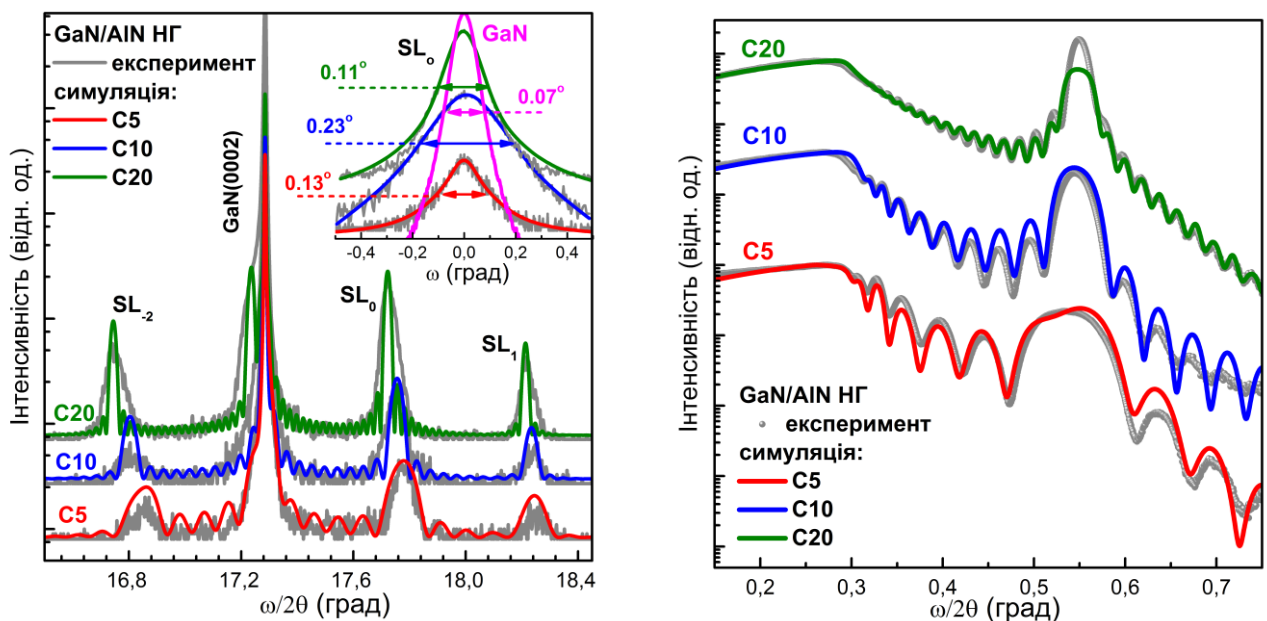 GaN/AlN НГ
експеримент
симуляція:
C5
C10
C20
GaN(0002)
SLo
GaN
0.11°
0.07°
0.23°
0.13°
-0,4 -0,2 0,0 0,2 0,4
ω (град)
SL-2
SL0
SL1
C20
C10
C5
Інтенсивність (відн. од.)
16,8 17,2 17,6 18,0 18,4
ω/2θ (град)
C20
C10
C5
GaN/AlN НГ
експеримент
симуляція:
C5
C10
C20
Інтенсивність (відн. од.)
0,2 0,3 0,4 0,5 0,6 0,7
ω/2θ (град)